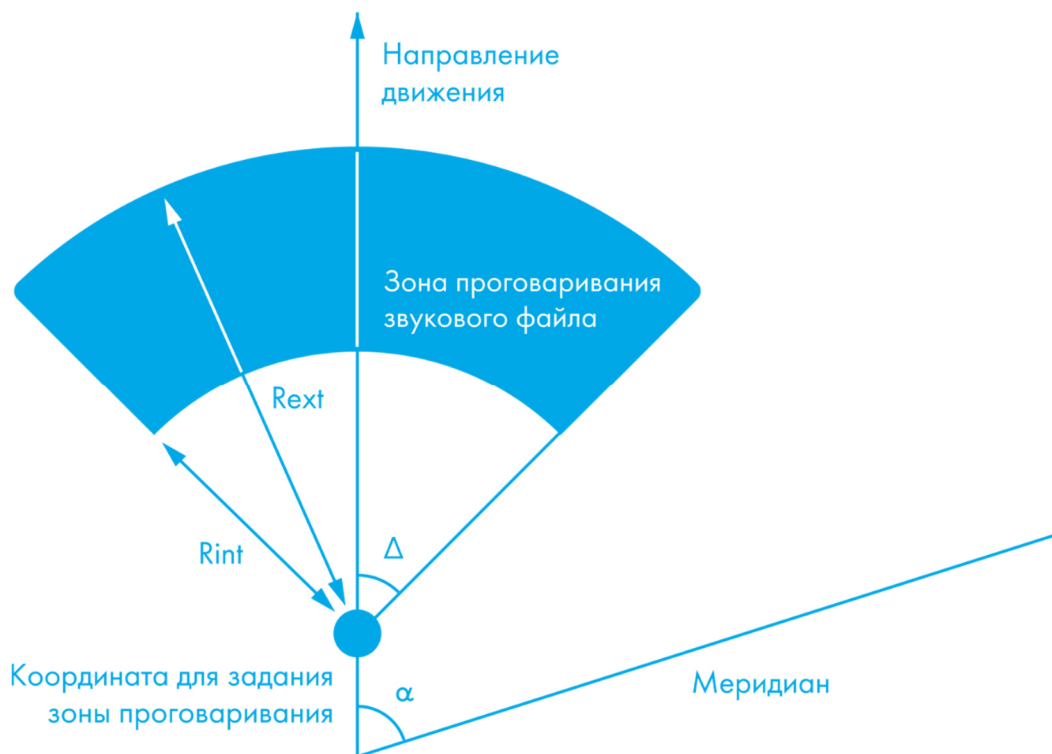 Направление
движения
Зона проговаривания
звукового файла
Rext
Rint
Δ
Координата для задания
зоны проговаривания
α
Меридиан